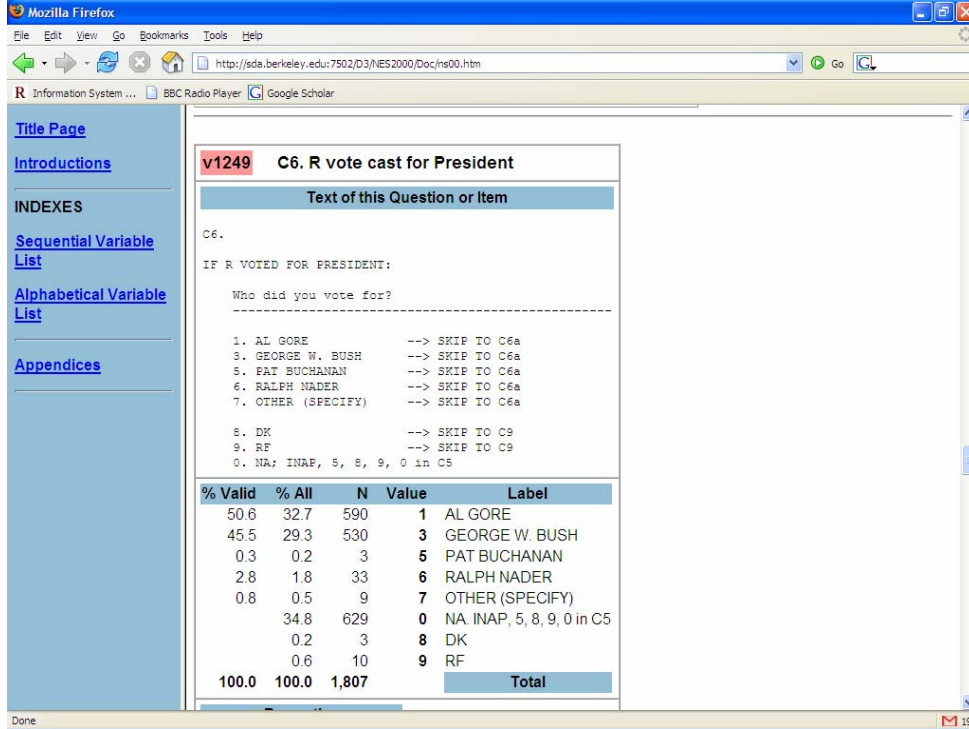 Mozilla Firefox
File Edit View Go Bookmarks Tools Help
http://sda.berkeley.edu:7502/D3/NES2000/Doc/nes00.htm Go
R Information System ... BBC Radio Player Google Scholar
Title Page
Introductions
INDEXES
Sequential Variable
List
Alphabetical Variable
List
Appendices
v1249 C6. R vote cast for President
Text of this Question or Item
C6.
IF R VOTED FOR PRESIDENT:
Who did you vote for?
--------------------------------------------------
1. AL GORE --> SKIP TO C6a
3. GEORGE W. BUSH --> SKIP TO C6a
5. PAT BUCHANAN --> SKIP TO C6a
6. RALPH NADER --> SKIP TO C6a
7. OTHER (SPECIFY) --> SKIP TO C6a
8. DK --> SKIP TO C9
9. RF --> SKIP TO C9
0. NA; INAP, 5, 8, 9, 0 in C5
% Valid % All N Value Label
50.6 32.7 590 1 AL GORE
45.5 29.3 530 3 GEORGE W. BUSH
0.3 0.2 3 5 PAT BUCHANAN
2.8 1.8 33 6 RALPH NADER
0.8 0.5 9 7 OTHER (SPECIFY)
34.8 629 0 NA. INAP, 5, 8, 9, 0 in C5
0.2 3 8 DK
0.6 10 9 RF
100.0 100.0 1,807 Total
Done